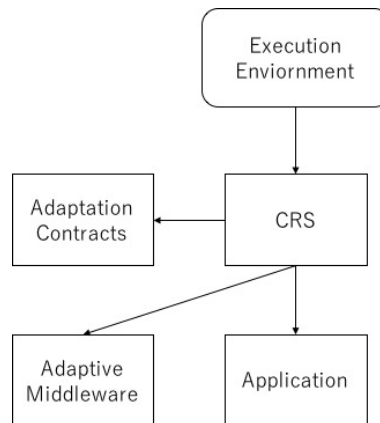 Execution
Enviornment
Adaptation
Contracts
CRS
Adaptive
Middleware
Application